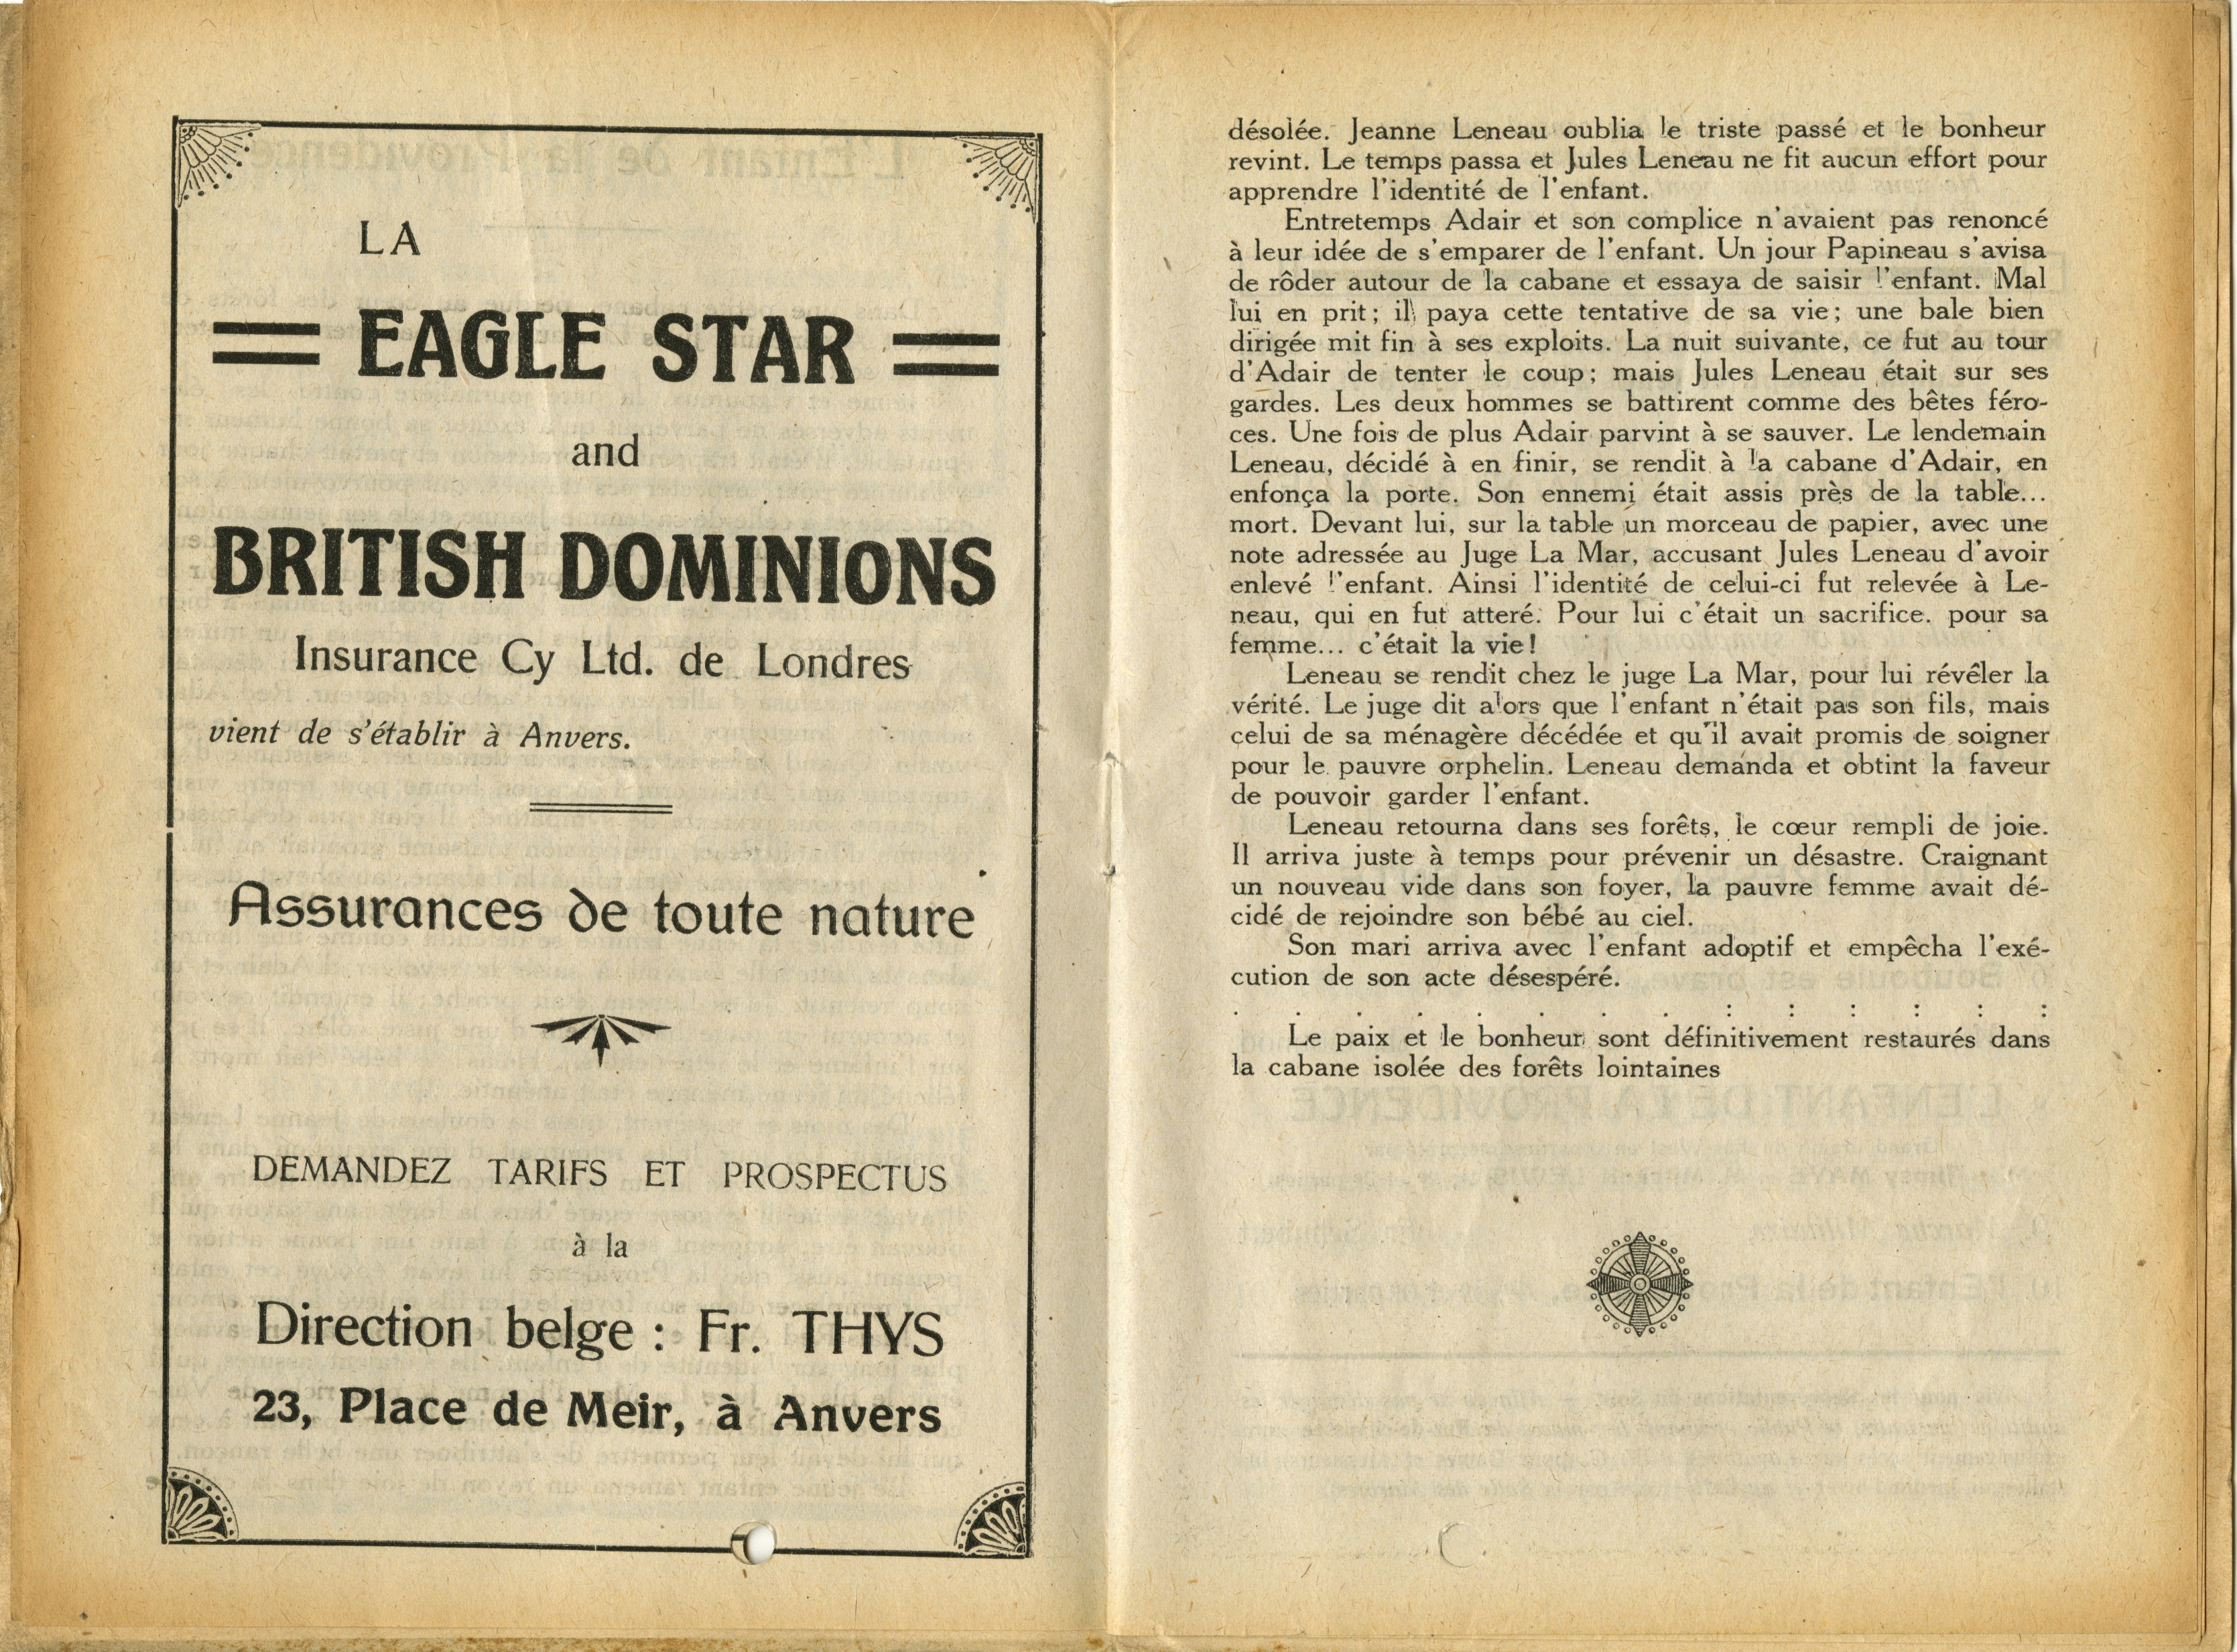 LA
EAGLE STAR
and
BRITISH DOMINIONS
Insurance Cy Ltd. de Londres
vient de s'établir à Anvers.
Assurances de toute nature
DEMANDEZ TARIFS ET PROSPECTUS
à la
Direction belge : Fr. THYS
23, Place de Meir, à Anvers
désolée. Jeanne Leneau oublia le triste passé et le bonheur
revint. Le temps passa et Jules Leneau ne fit aucun effort pour
apprendre l'identité de l'enfant.
Entretemps Adair et son complice n'avaient pas renoncé
à leur idée de s'emparer de l'enfant. Un jour Papineau s'avisa
de rôder autour de la cabane et essaya de saisir l'enfant. Mal
lui en prit ; il paya cette tentative de sa vie ; une bale bien
dirigée mit fin à ses exploits. La nuit suivante, ce fut au tour
d'Adair de tenter le coup ; mais Jules Leneau était sur ses
gardes. Les deux hommes se battirent comme des bêtes féro-
ces. Une fois de plus Adair parvint à se sauver. Le lendemain
Leneau, décidé à en finir, se rendit à la cabane d'Adair, en
enfonça la porte. Son ennemi était assis près de la table...
mort. Devant lui, sur la table un morceau de papier, avec une
note adressée au Juge La Mar, accusant Jules Leneau d'avoir
enlevé l'enfant. Ainsi l'identité de celui-ci fut relevée à Le-
neau, qui en fut atteré. Pour lui c'était un sacrifice. pour sa
femme... c'était la vie !
Leneau se rendit chez le juge La Mar, pour lui révêler la
vérité. Le juge dit alors que l'enfant n'était pas son fils, mais
celui de sa ménagère décédée et qu'il avait promis de soigner
pour le pauvre orphelin. Leneau demanda et obtint la faveur
de pouvoir garder l'enfant.
Leneau retourna dans ses forêts, le cœur rempli de joie.
Il arriva juste à temps pour prévenir un désastre. Craignant
un nouveau vide dans son foyer, la pauvre femme avait dé-
cidé de rejoindre son bébé au ciel.
Son mari arriva avec l'enfant adoptif et empêcha l'exé-
cution de son acte désespéré.
. . . . . . . . : : : : : :
Le paix et le bonheur sont définitivement restaurés dans
la cabane isolée des forêts lointaines